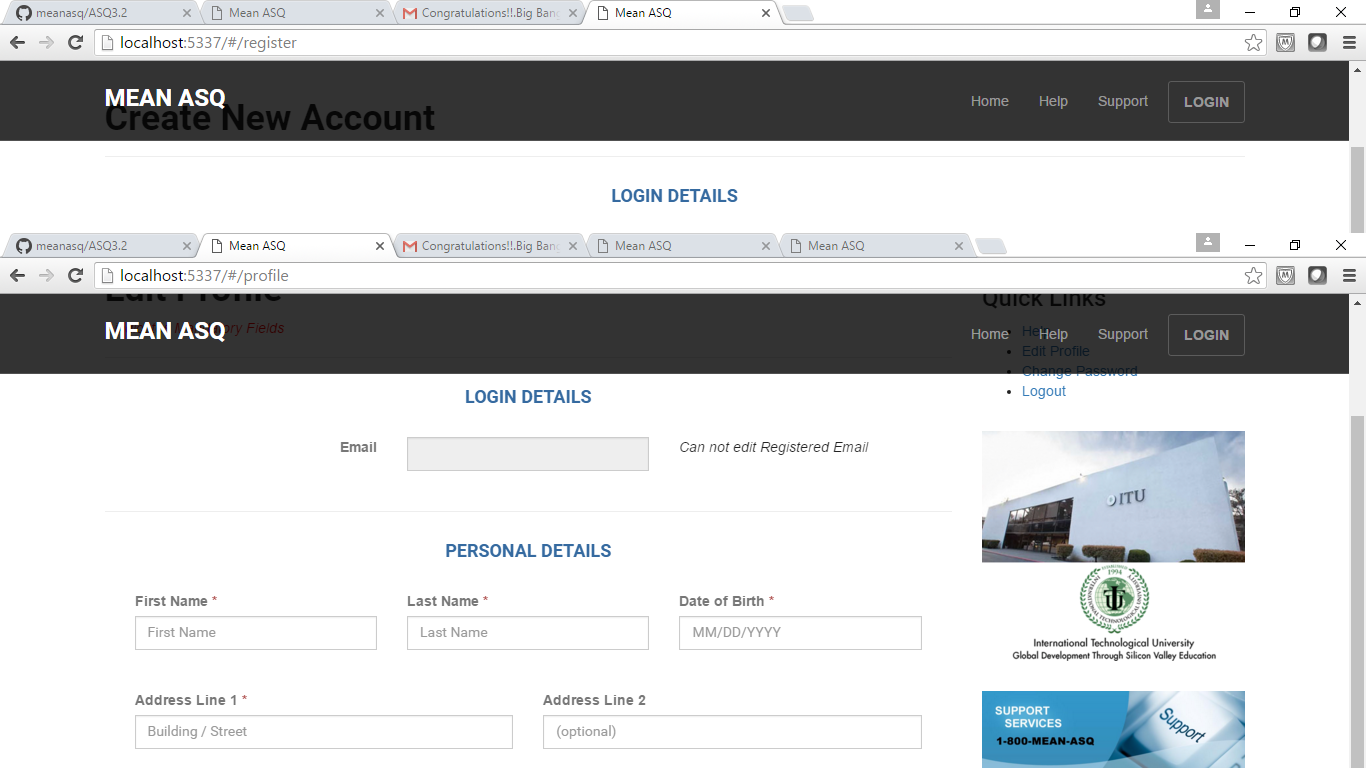 meanasq/ASQ3.2 Mean ASQ Congratulations!!.Big Ban Mean ASQ
localhost:5337/#/register
MEAN ASQ Home Help Support LOGIN
Create New Account
LOGIN DETAILS
meanasq/ASQ3.2 Mean ASQ Congratulations!!.Big Ban Mean ASQ Mean ASQ
localhost:5337/#/profile
Edit Profile
Quick Links
MEAN ASQ Home Help Support LOGIN
Fields
Help
Edit Profile
Change Password
Logout
LOGIN DETAILS
Email Can not edit Registered Email
ITU
PERSONAL DETAILS
First Name * Last Name * Date of Birth *
First Name Last Name MM/DD/YYYY
1994
International Technological University
Global Development Through Silicon Valley Education
Address Line 1 * Address Line 2
Building / Street (optional)
SUPPORT
SERVICES
1-800-MEAN-ASQ
Support